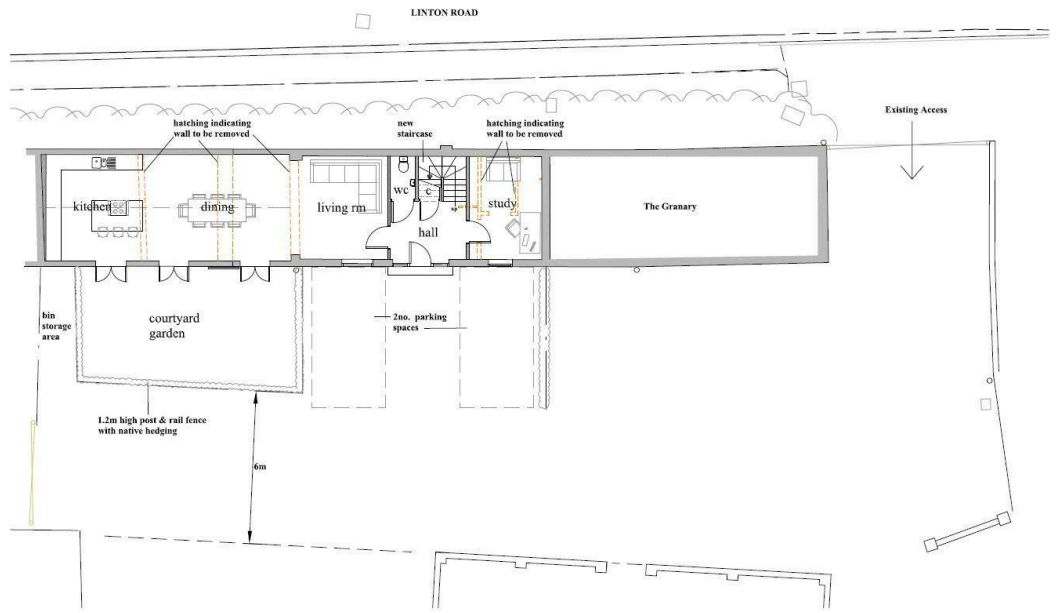 LINTON ROAD
Existing Access
hatching indicating
wall to be removed
new
staircase
hatching indicating
wall to be removed
kitchen
dining
living rm
wc
c
study
hall
The Granary
bin
storage
area
courtyard
garden
2no. parking
spaces
1.2m high post & rail fence
with native hedging
6m